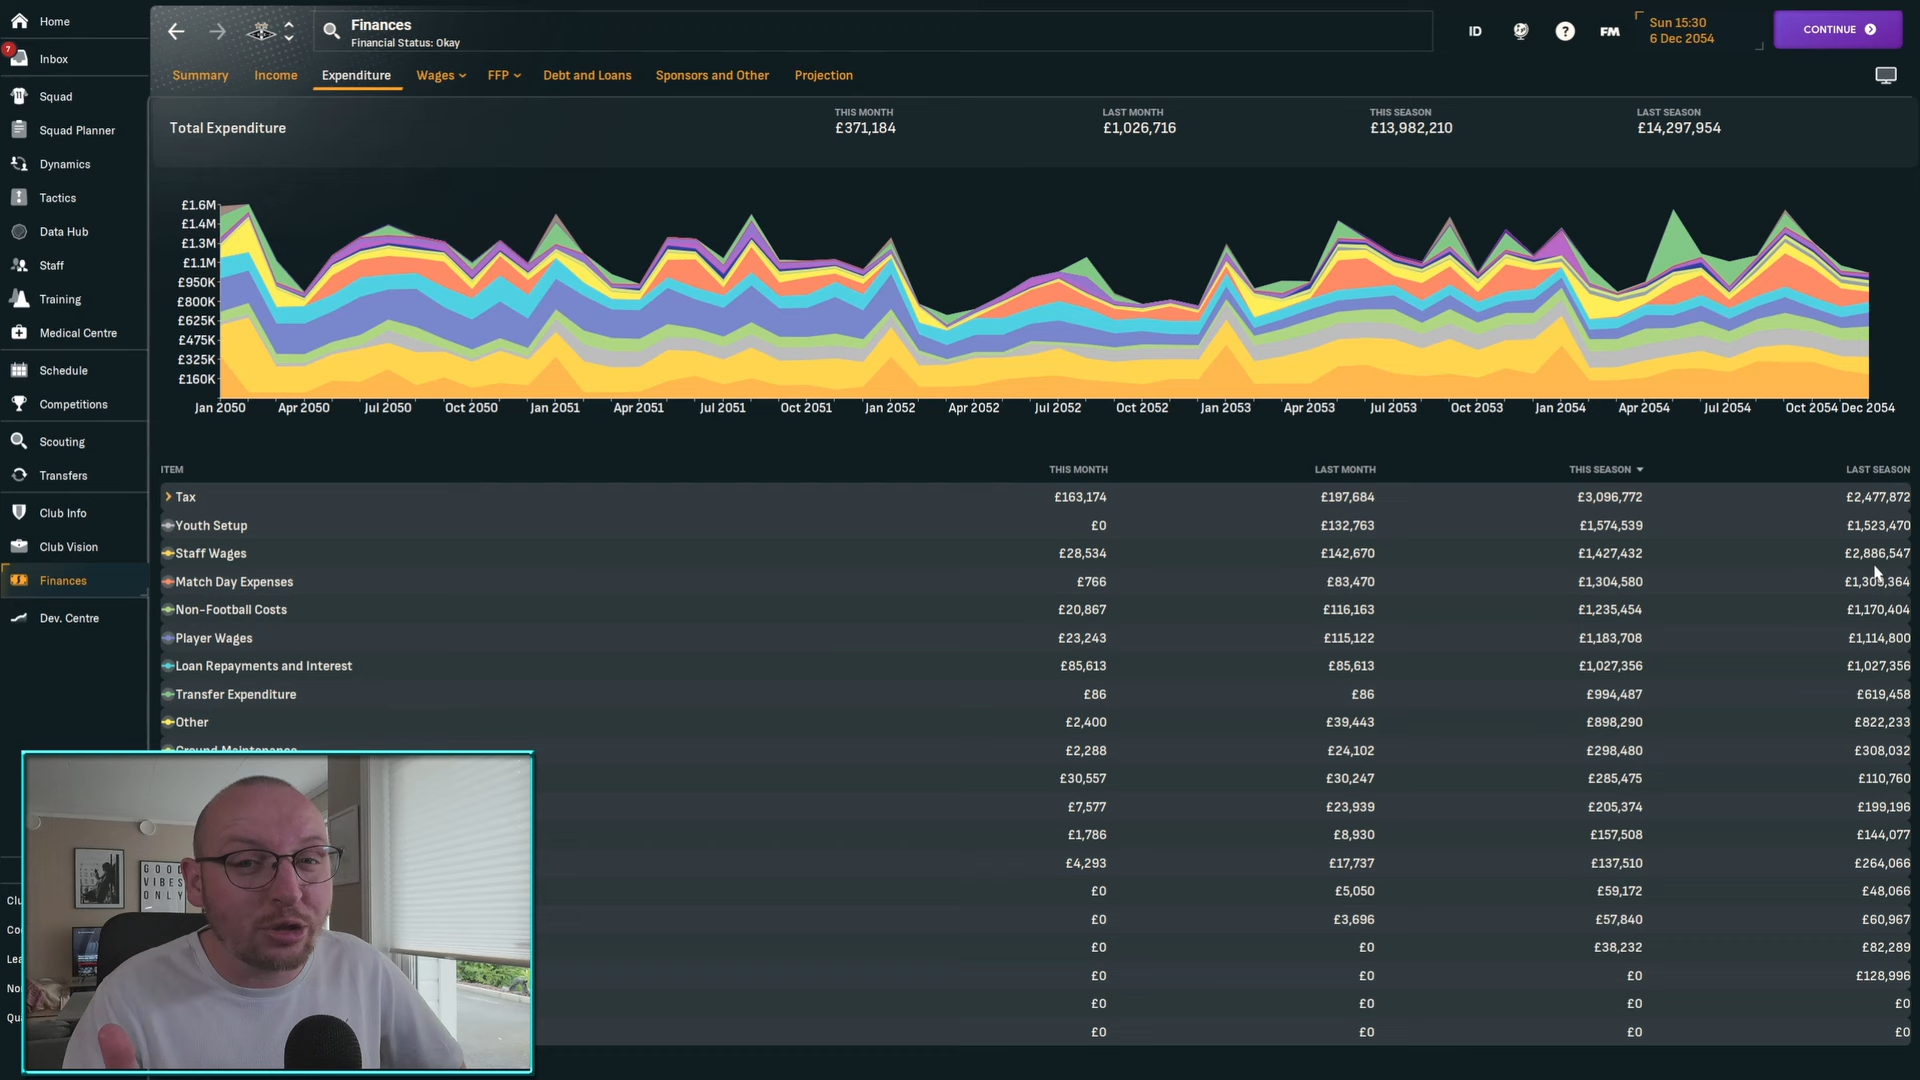 Home
7
Inbox
Squad
Squad Planner
Dynamics
Tactics
Data Hub
Staff
Training
Medical Centre
Schedule
Competitions
Scouting
Transfers
Club Info
Club Vision
Finances
Dev. Centre
Finances
Financial Status: Okay
ID
FM
Sun 15:30
6 Dec 2054
CONTINUE
Summary
Income
Expenditure
Wages
FFP
Debt and Loans
Sponsors and Other
Projection
Total Expenditure
THIS MONTH
£371,184
LAST MONTH
£1,026,716
THIS SEASON
£13,982,210
LAST SEASON
£14,297,954
£1.6M
£1.4M
£1.3M
£1.1M
£950K
£800K
£625K
£475K
£325K
£160K
Jan 2050 Apr 2050 Jul 2050 Oct 2050 Jan 2051 Apr 2051 Jul 2051 Oct 2051 Jan 2052 Apr 2052 Jul 2052 Oct 2052 Jan 2053 Apr 2053 Jul 2053 Oct 2053 Jan 2054 Apr 2054 Jul 2054 Oct 2054 Dec 2054
ITEM THIS MONTH LAST MONTH THIS SEASON LAST SEASON
Tax £163,174 £197,684 £3,096,772 £2,477,872
Youth Setup £0 £132,763 £1,574,539 £1,523,470
Staff Wages £28,534 £142,670 £1,427,432 £2,886,547
Match Day Expenses £766 £83,470 £1,304,580 £1,305,364
Non-Football Costs £20,867 £116,163 £1,235,454 £1,170,404
Player Wages £23,243 £115,122 £1,183,708 £1,114,800
Loan Repayments and Interest £85,613 £85,613 £1,027,356 £1,027,356
Transfer Expenditure £86 £86 £994,487 £619,458
Other £2,400 £39,443 £898,290 £822,233
Ground Maintenance £2,288 £24,102 £298,480 £308,032
£30,557 £30,247 £285,475 £110,760
£7,577 £23,939 £205,374 £199,196
£1,786 £8,930 £157,508 £144,077
£4,293 £17,737 £137,510 £264,066
£0 £5,050 £59,172 £48,066
£0 £3,696 £57,840 £60,967
£0 £0 £38,232 £82,289
£0 £0 £0 £128,996
£0 £0 £0 £0
£0 £0 £0 £0
Clu
Co
Lea
No
Qu
GOOD
VIBES
ONLY